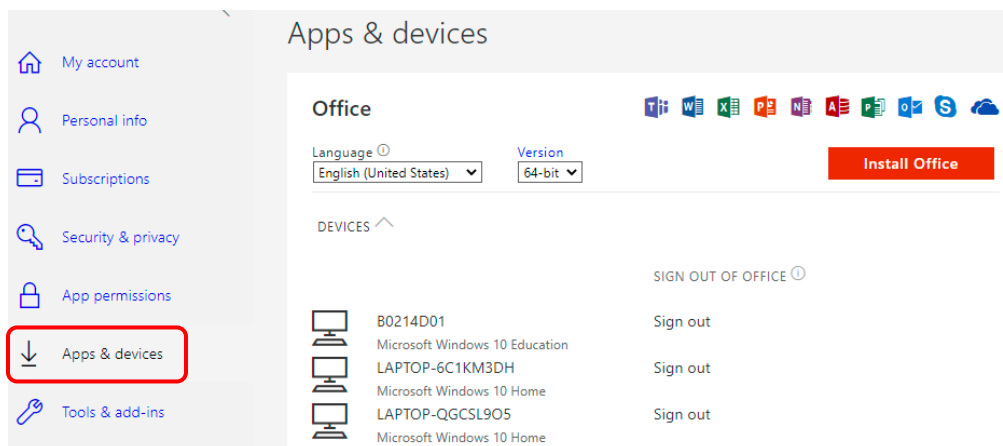 Apps & devices
My account
Personal info
Subscriptions
Security & privacy
App permissions
Apps & devices
Tools & add-ins
Office
Language
Version
English (United States)
64-bit
Install Office
DEVICES
SIGN OUT OF OFFICE
B0214D01
Sign out
Microsoft Windows 10 Education
LAPTOP-6C1KM3DH
Sign out
Microsoft Windows 10 Home
LAPTOP-QGCSL9O5
Sign out
Microsoft Windows 10 Home